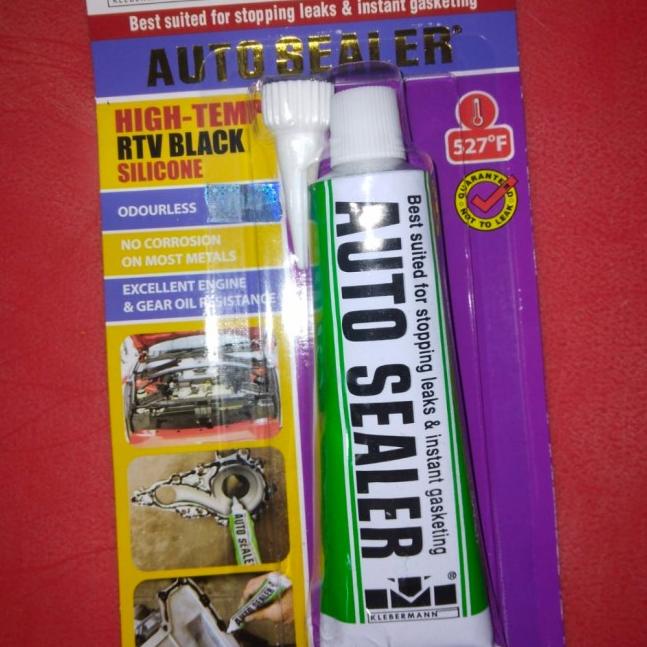 Best suited for stopping leaks & instant gasketing
AUTO SEALER®
HIGH-TEMP
RTV BLACK
SILICONE
527°F
GUARANTEED
NOT TO LEAK
ODOURLESS
NO CORROSION
ON MOST METALS
EXCELLENT ENGINE
& GEAR OIL RESISTANCE
Best suited for stopping leaks & instant gasketing
AUTO SEALER
®
KLEBERMANN
AUTO SEALE
AUTO SEALER